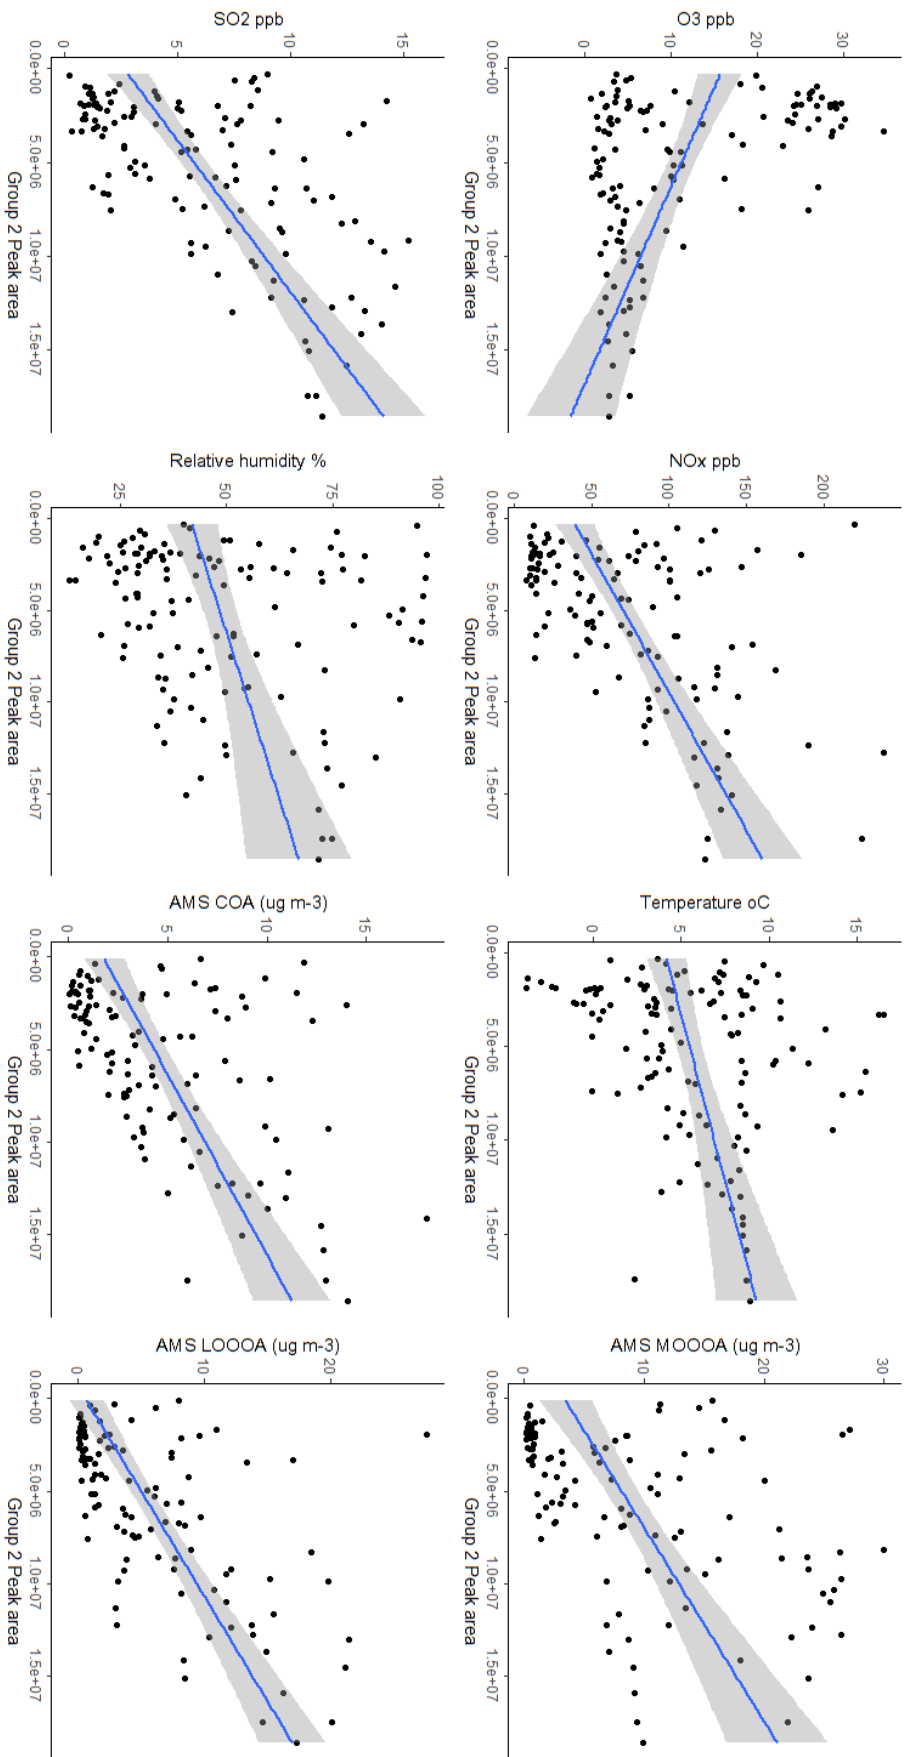 O3 ppb
0
10
20
30
0.0e+00 5.0e+06 1.0e+07 1.5e+07
Group 2 Peak area
NOx ppb
0
50
100
150
200
0.0e+00 5.0e+06 1.0e+07 1.5e+07
Group 2 Peak area
Temperature oC
0
5
10
15
0.0e+00 5.0e+06 1.0e+07 1.5e+07
Group 2 Peak area
AMS MOOOA (ug m-3)
0
10
20
30
0.0e+00 5.0e+06 1.0e+07 1.5e+07
Group 2 Peak area
SO2 ppb
0
5
10
15
0.0e+00 5.0e+06 1.0e+07 1.5e+07
Group 2 Peak area
Relative humidity %
25
50
75
100
0.0e+00 5.0e+06 1.0e+07 1.5e+07
Group 2 Peak area
AMS COA (ug m-3)
0
5
10
15
0.0e+00 5.0e+06 1.0e+07 1.5e+07
Group 2 Peak area
AMS LOOOA (ug m-3)
0
10
20
0.0e+00 5.0e+06 1.0e+07 1.5e+07
Group 2 Peak area